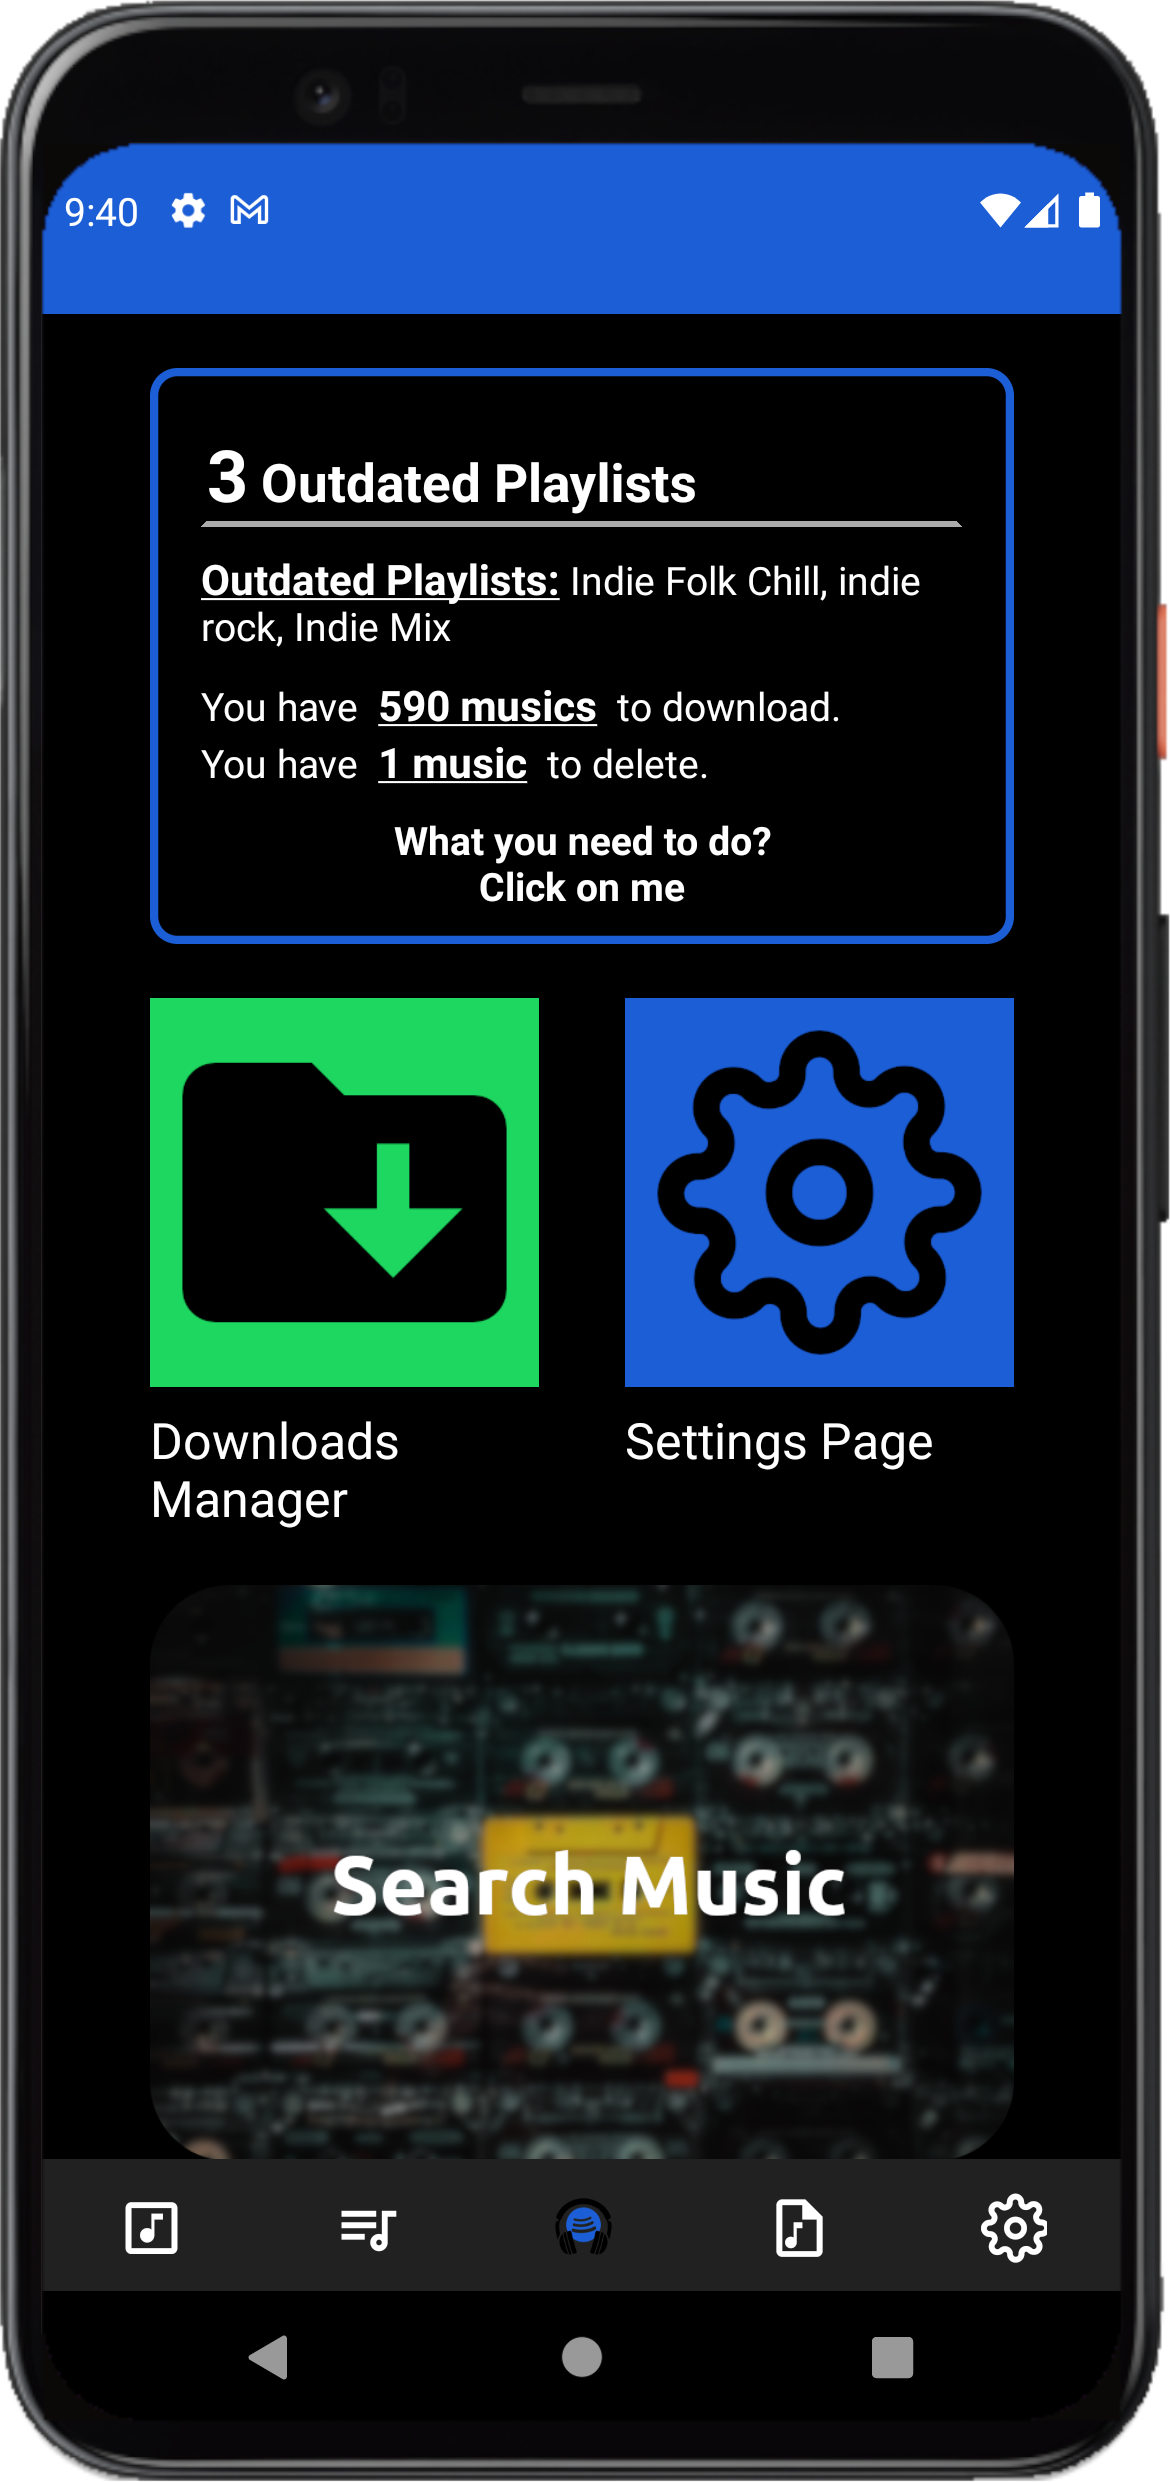 9:40
3 Outdated Playlists
Outdated Playlists: Indie Folk Chill, indie
rock, Indie Mix
You have 590 musics to download.
You have 1 music to delete.
What you need to do?
Click on me
Downloads
Manager
Settings Page
Search Music